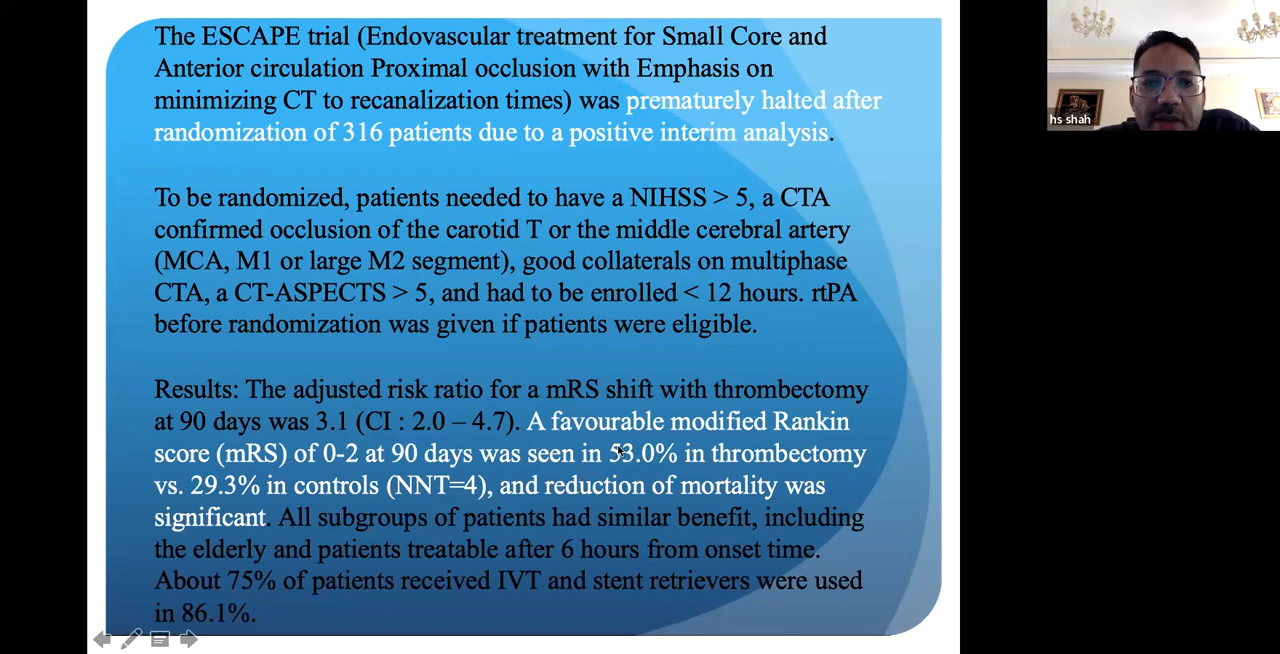 The ESCAPE trial (Endovascular treatment for Small Core and
Anterior circulation Proximal occlusion with Emphasis on
minimizing CT to recanalization times) was prematurely halted after
randomization of 316 patients due to a positive interim analysis.
To be randomized, patients needed to have a NIHSS > 5, a CTA
confirmed occlusion of the carotid T or the middle cerebral artery
(MCA, M1 or large M2 segment), good collaterals on multiphase
CTA, a CT-ASPECTS > 5, and had to be enrolled < 12 hours. rtPA
before randomization was given if patients were eligible.
Results: The adjusted risk ratio for a mRS shift with thrombectomy
at 90 days was 3.1 (CI : 2.0 – 4.7). A favourable modified Rankin
score (mRS) of 0-2 at 90 days was seen in 53.0% in thrombectomy
vs. 29.3% in controls (NNT=4), and reduction of mortality was
significant. All subgroups of patients had similar benefit, including
the elderly and patients treatable after 6 hours from onset time.
About 75% of patients received IVT and stent retrievers were used
in 86.1%.
hs shah